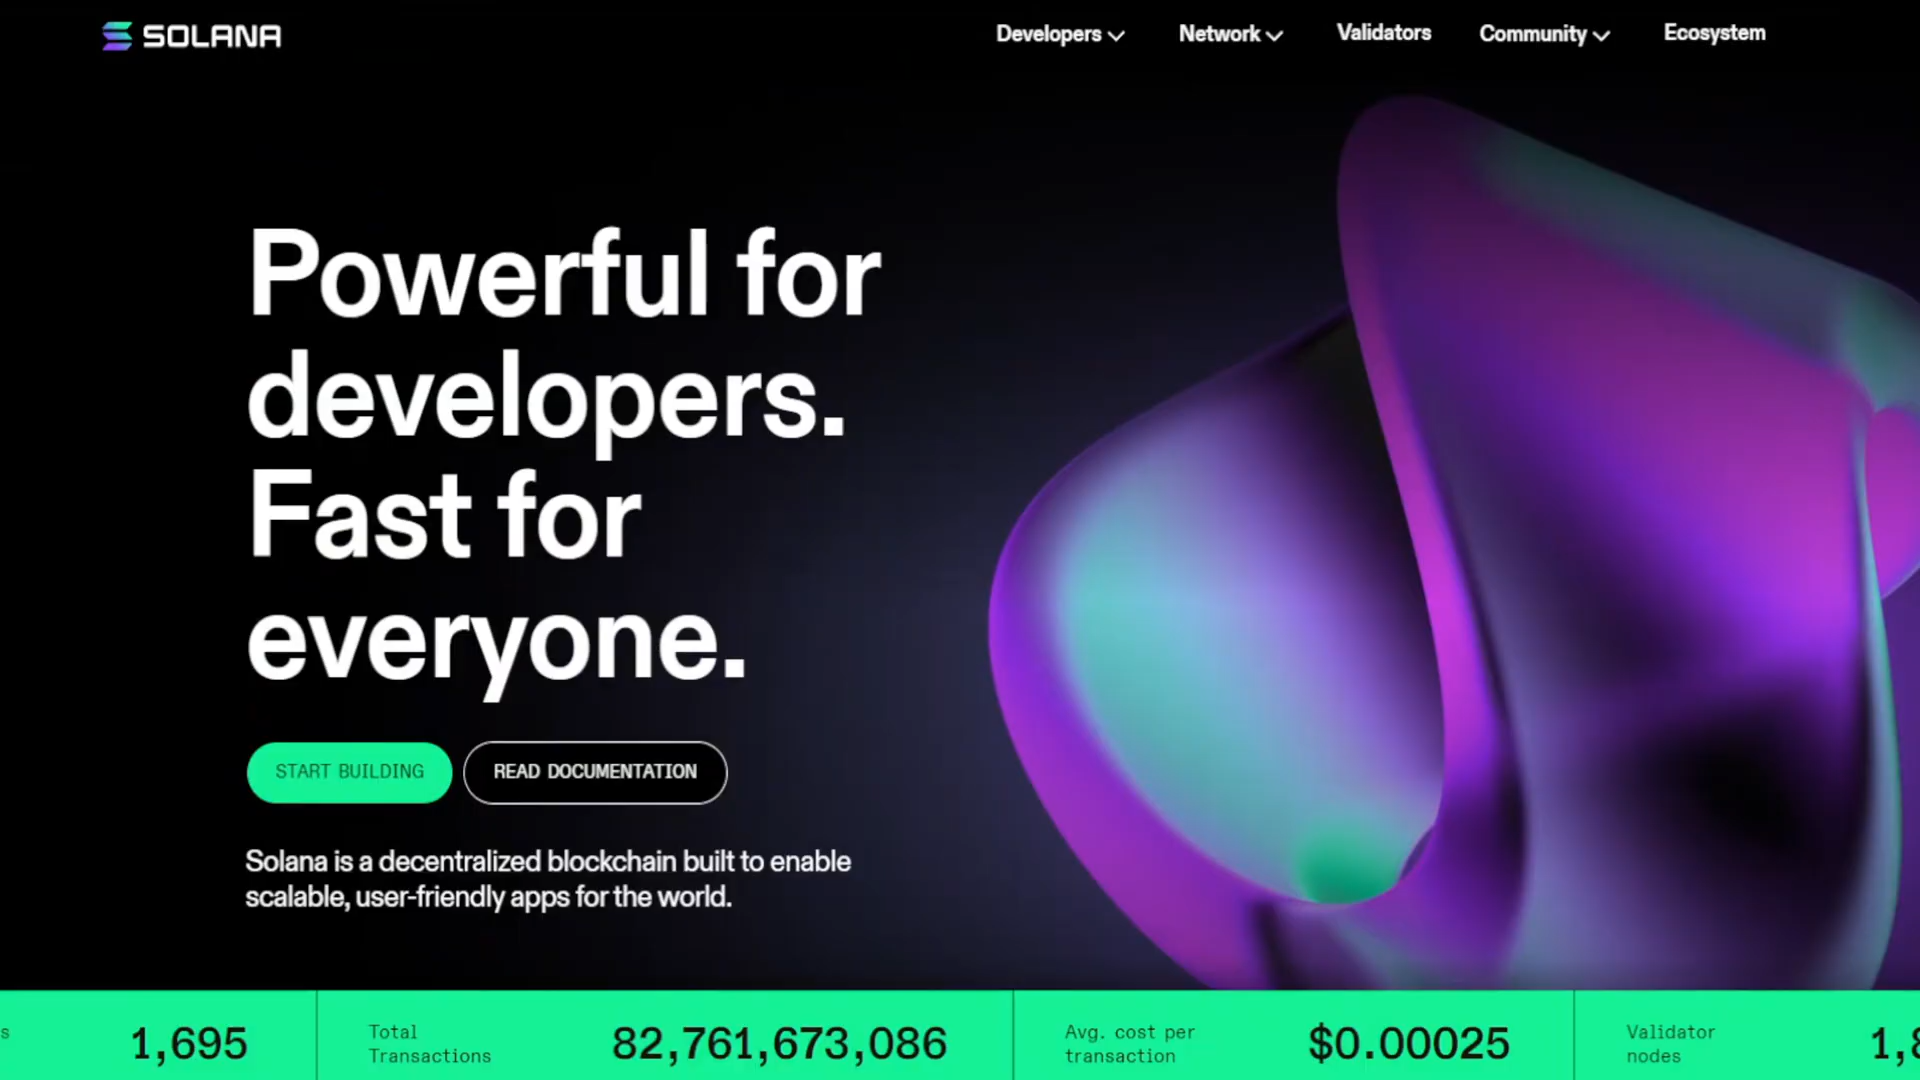 SOLANA
Developers
Network
Validators
Community
Ecosystem
Powerful for
developers.
Fast for
everyone.
START BUILDING
READ DOCUMENTATION
Solana is a decentralized blockchain built to enable
scalable, user-friendly apps for the world.
1,695
Total
Transactions
82,761,673,086
Avg. cost per
transaction
$0.00025
Validator
nodes